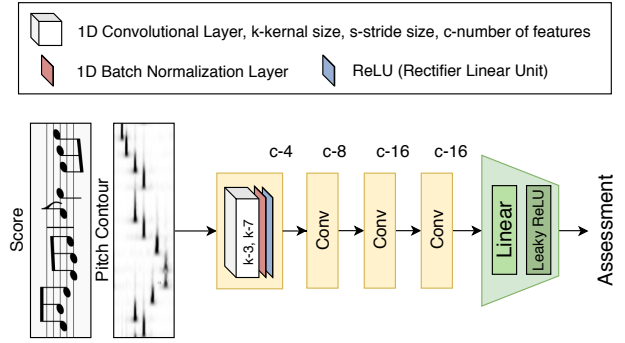 1D Convolutional Layer, k-kernal size, s-stride size, c-number of features
1D Batch Normalization Layer
ReLU (Rectifier Linear Unit)
Score
Pitch Contour
k-3, k-7
c-4
Conv
c-8
Conv
c-16
Conv
c-16
Linear
Leaky ReLU
Assessment